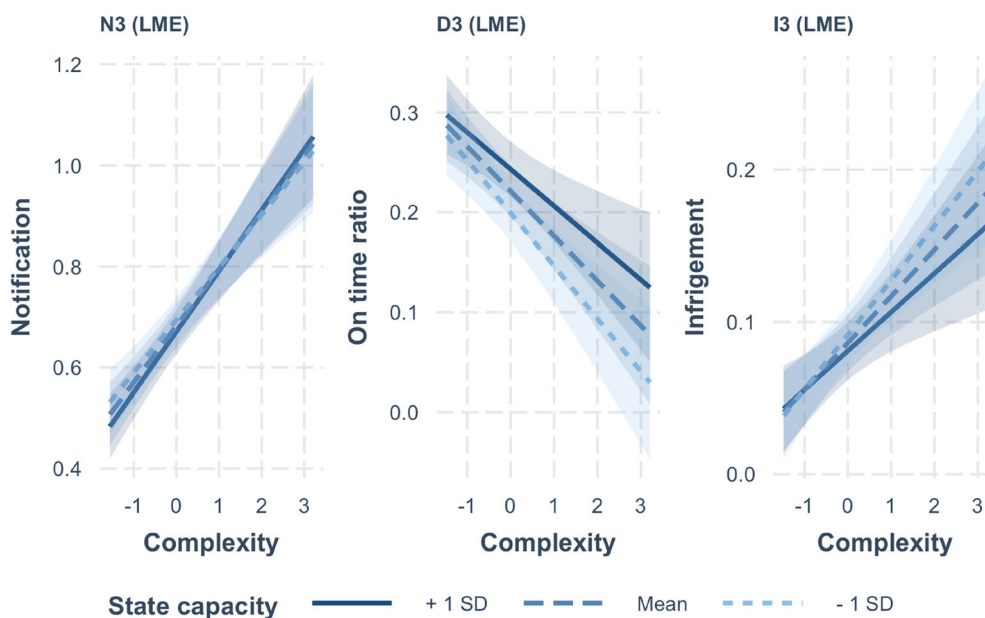 N3 (LME)
D3 (LME)
I3 (LME)
Notification
1.2
1.0
0.8
0.6
0.4
-1 0 1 2 3
Complexity
On time ratio
0.3
0.2
0.1
0.0
-1 0 1 2 3
Complexity
Infrigement
0.2
0.1
0.0
-1 0 1 2 3
Complexity
State capacity + 1 SD Mean - 1 SD